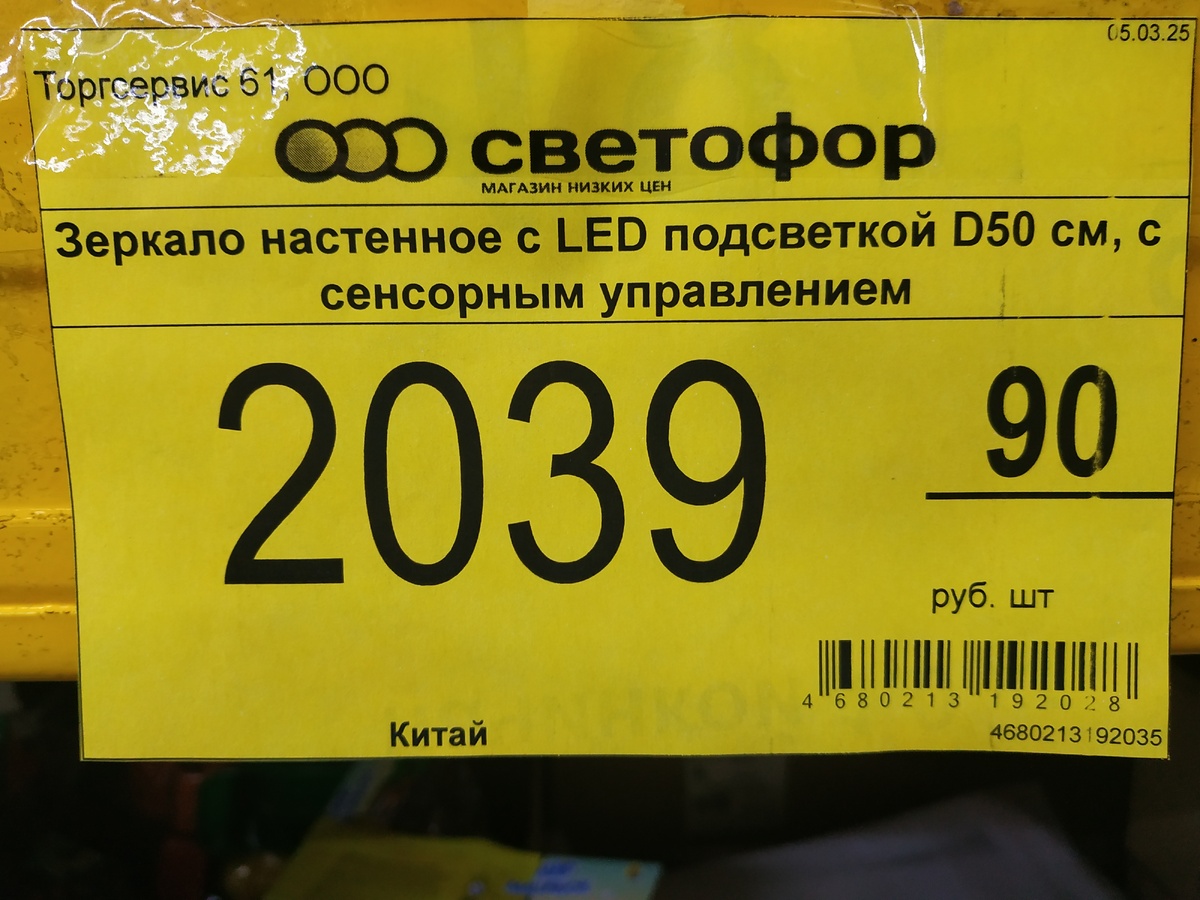 05.03.25
Торгсервис 61, ООО
светофор
МАГАЗИН НИЗКИХ ЦЕН
Зеркало настенное с LED подсветкой D50 см, с
сенсорным управлением
2039 90
руб. шт
4 680213 192028
Китай
4680213192035